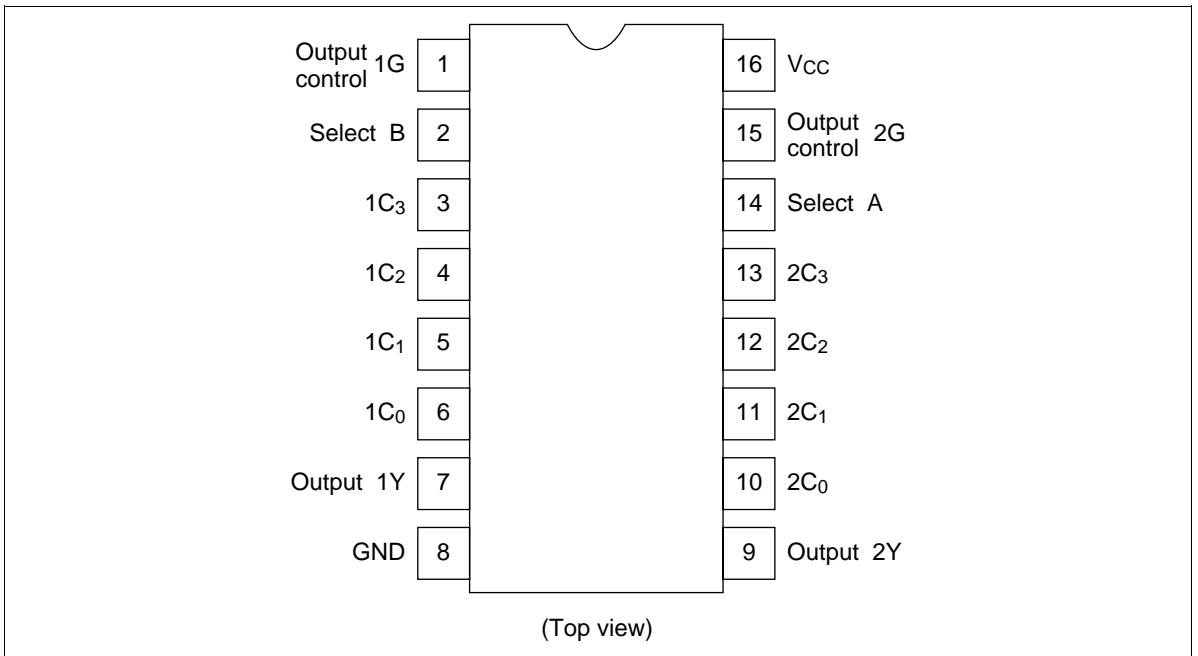 Output control 1G 1
Select B 2
1C3 3
1C2 4
1C1 5
1C0 6
Output 1Y 7
GND 8
16 VCC
15 Output control 2G
14 Select A
13 2C3
12 2C2
11 2C1
10 2C0
9 Output 2Y
(Top view)